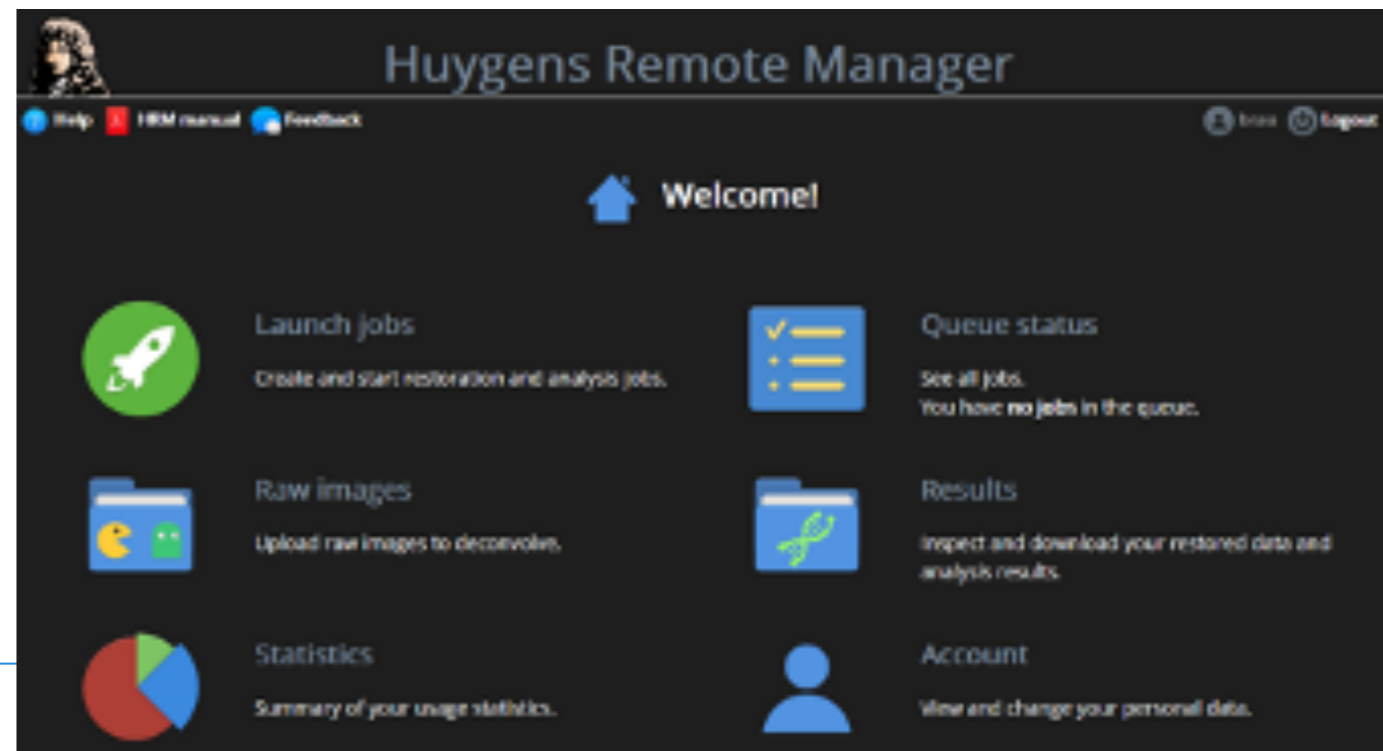 Huygens Remote Manager
Help HRM manual Feedback
Logout
Welcome!
Launch jobs
Create and start restoration and analysis jobs.
Queue status
See all jobs.
You have no jobs in the queue.
Raw images
Upload raw images to deconvolve.
Results
Inspect and download your restored data and
analysis results.
Statistics
Summary of your usage statistics.
Account
View and change your personal data.